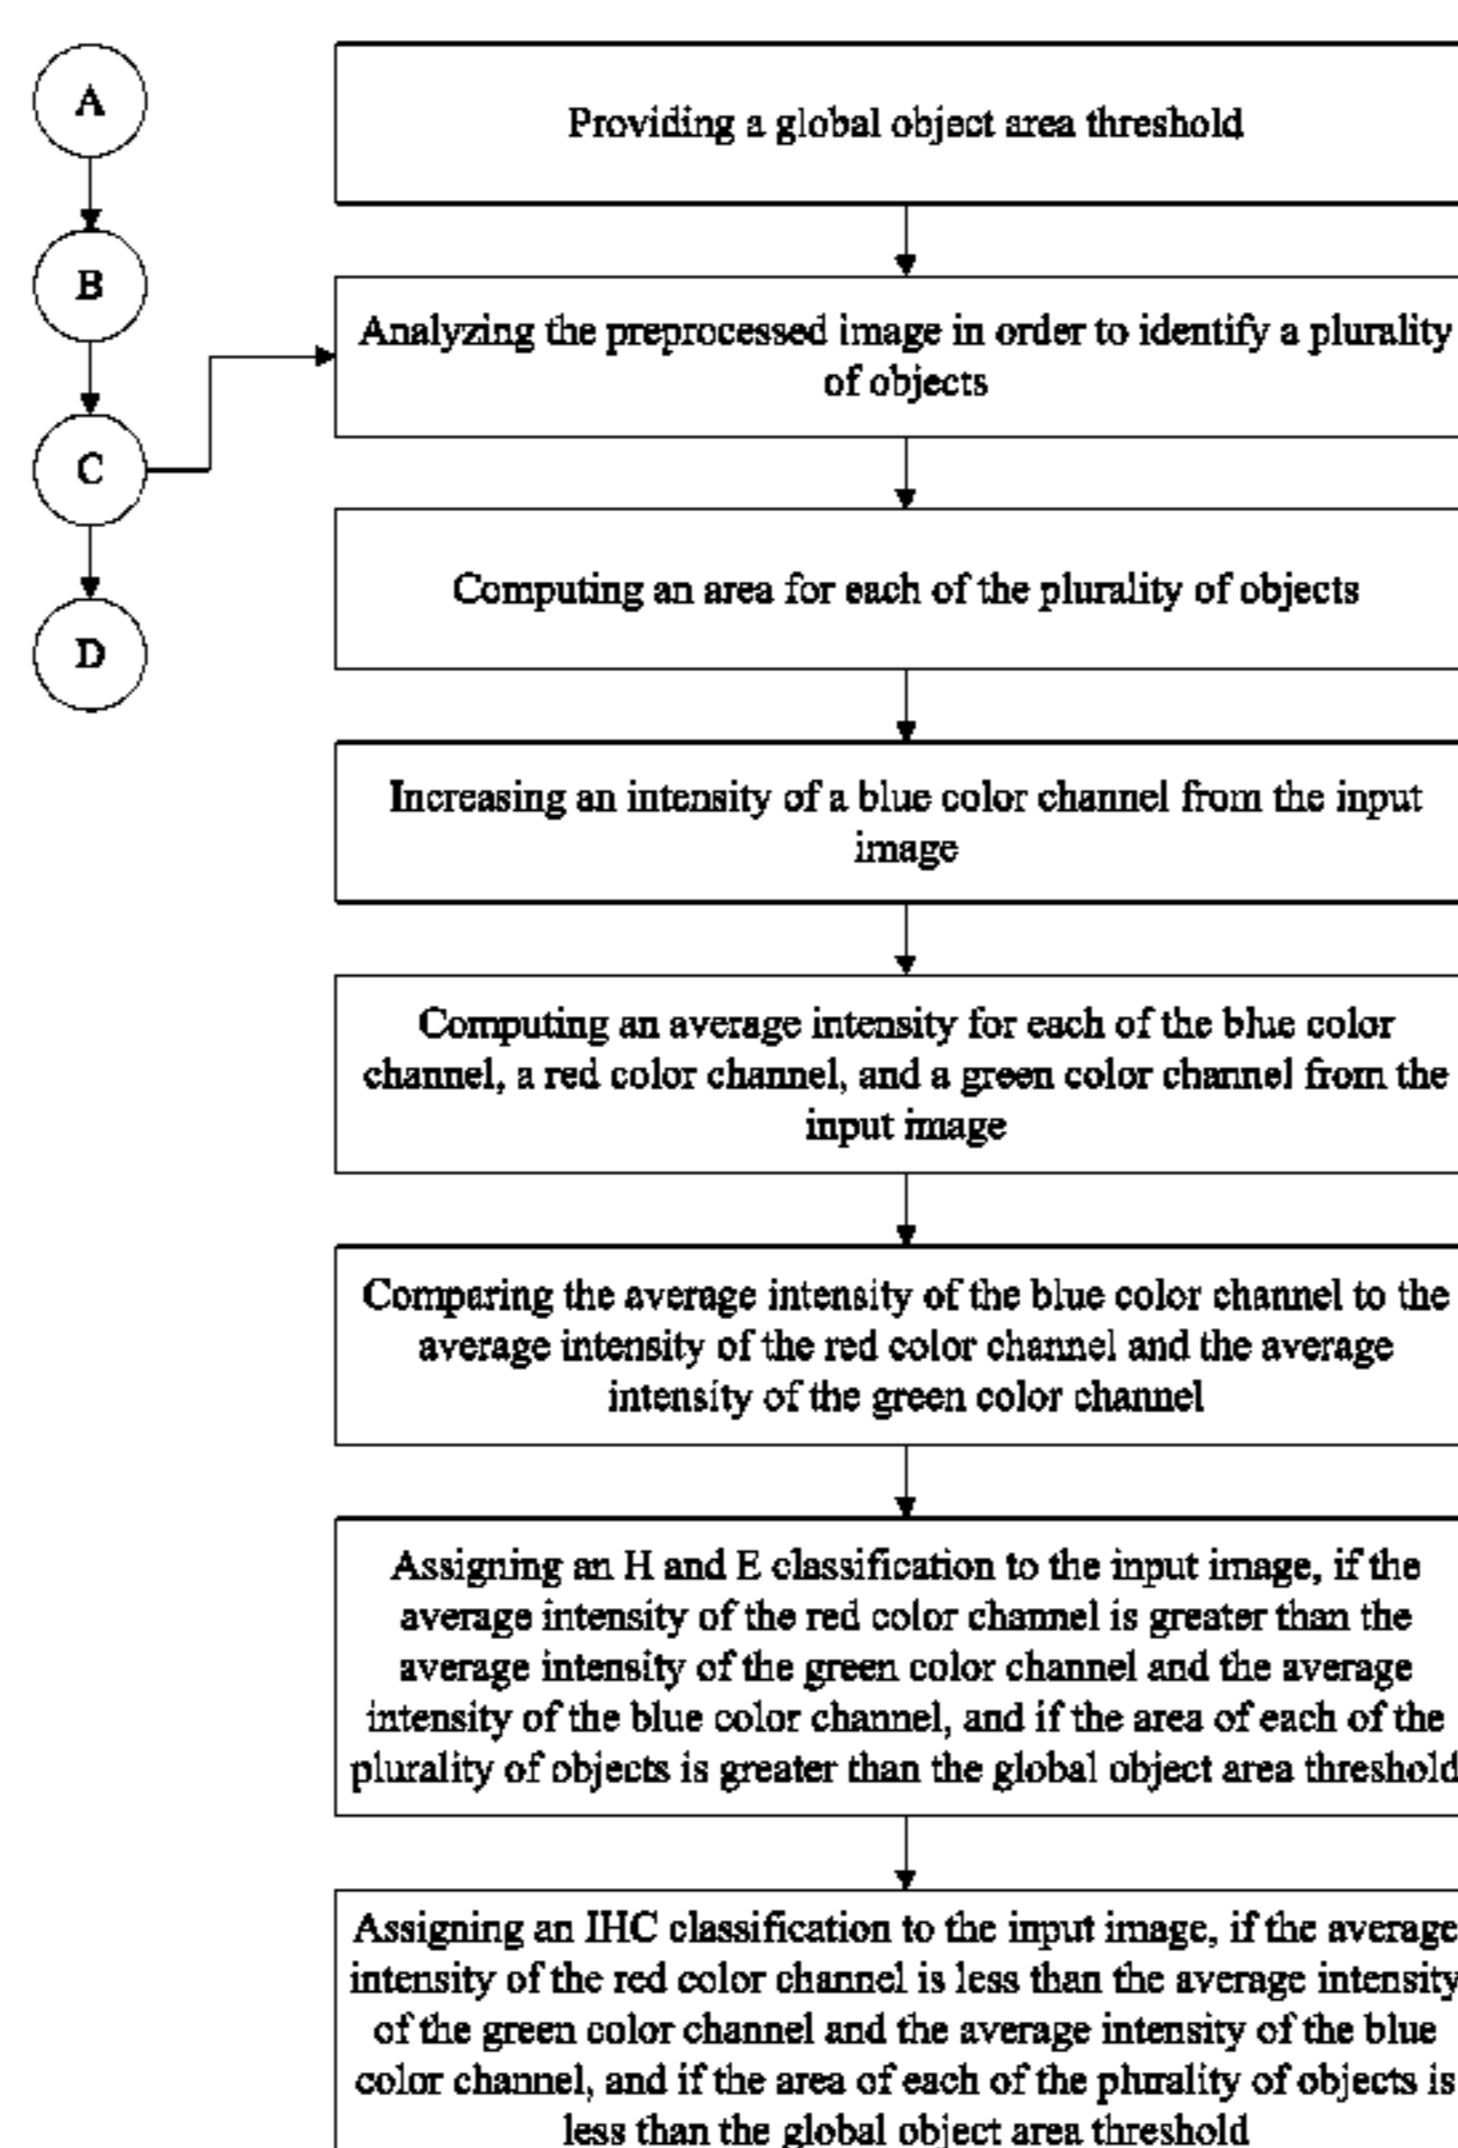 A
B
C
D
Providing a global object area threshold
Analyzing the preprocessed image in order to identify a plurality
of objects
Computing an area for each of the plurality of objects
Increasing an intensity of a blue color channel from the input
image
Computing an average intensity for each of the blue color
channel, a red color channel, and a green color channel from the
input image
Comparing the average intensity of the blue color channel to the
average intensity of the red color channel and the average
intensity of the green color channel
Assigning an H and E classification to the input image, if the
average intensity of the red color channel is greater than the
average intensity of the green color channel and the average
intensity of the blue color channel, and if the area of each of the
plurality of objects is greater than the global object area threshold
Assigning an IHC classification to the input image, if the average
intensity of the red color channel is less than the average intensity
of the green color channel and the average intensity of the blue
color channel, and if the area of each of the plurality of objects is
less than the global object area threshold